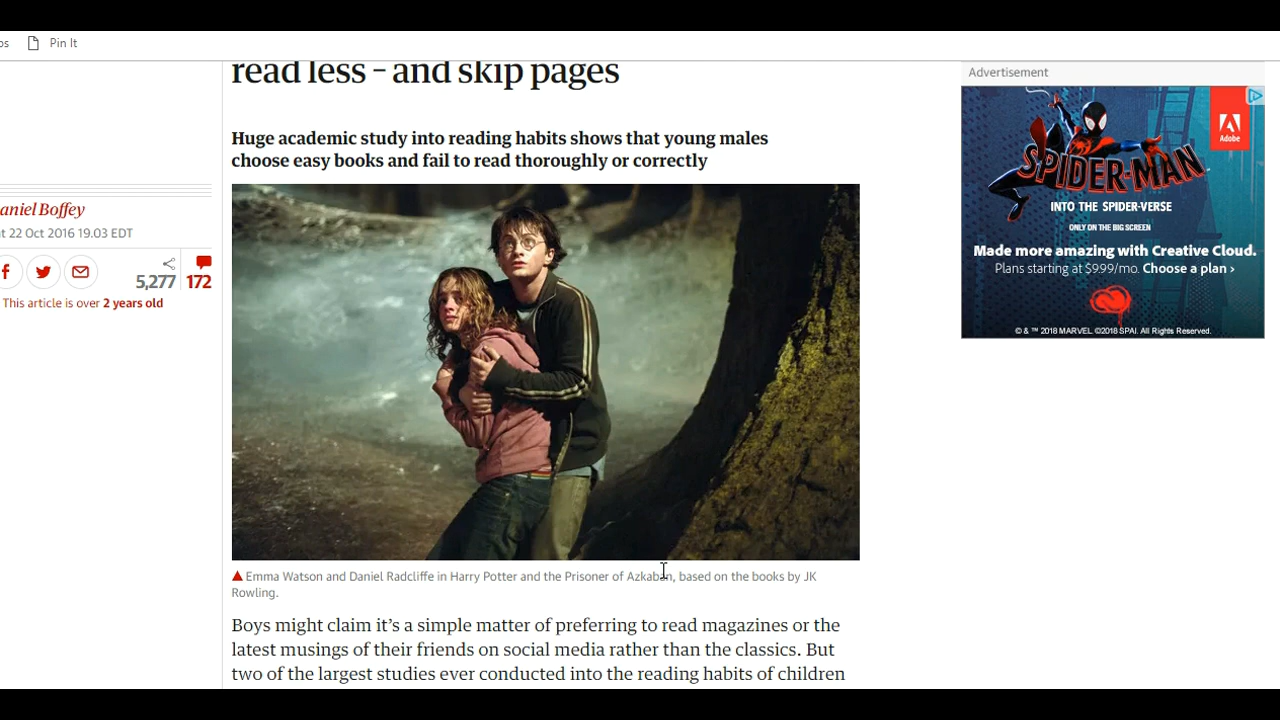 Pin It
read less – and skip pages
Advertisement
Huge academic study into reading habits shows that young males
choose easy books and fail to read thoroughly or correctly
aniel Boffey
22 Oct 2016 19.03 EDT
5,277
172
This article is over 2 years old
Adobe
SPIDER-MAN
INTO THE SPIDER-VERSE
ONLY ON THE BIG SCREEN
Made more amazing with Creative Cloud.
Plans starting at $9.99/mo. Choose a plan ›
© & ™ 2018 MARVEL ©2018 SPAI. All Rights Reserved.
Emma Watson and Daniel Radcliffe in Harry Potter and the Prisoner of Azkaban, based on the books by JK
Rowling.
Boys might claim it’s a simple matter of preferring to read magazines or the
latest musings of their friends on social media rather than the classics. But
two of the largest studies ever conducted into the reading habits of children